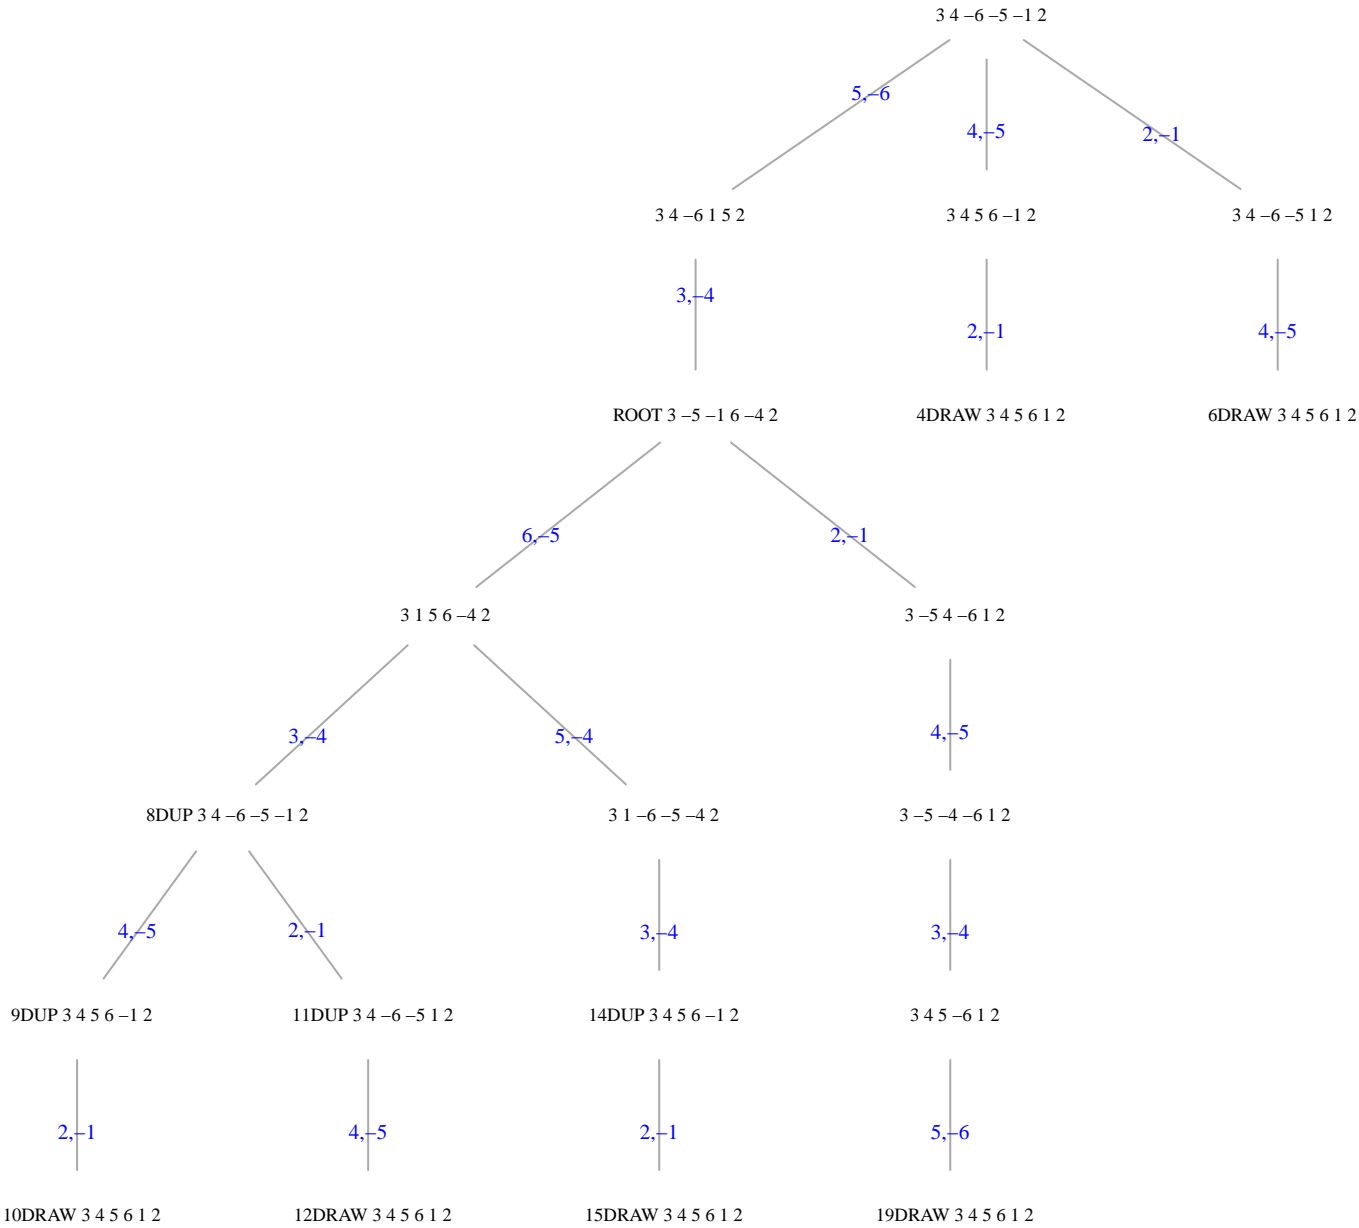 3 4 –6 –5 –1 2
5,–6
4,–5
2,–1
3 4 –6 1 5 2
3 4 5 6 –1 2
3 4 –6 –5 1 2
3,–4
2,–1
4,–5
ROOT 3 –5 –1 6 –4 2
4DRAW 3 4 5 6 1 2
6DRAW 3 4 5 6 1 2
6,–5
2,–1
3 1 5 6 –4 2
3 –5 4 –6 1 2
3,–4
5,–4
4,–5
8DUP 3 4 –6 –5 –1 2
3 1 –6 –5 –4 2
3 –5 –4 –6 1 2
4,–5
2,–1
3,–4
3,–4
9DUP 3 4 5 6 –1 2
11DUP 3 4 –6 –5 1 2
14DUP 3 4 5 6 –1 2
3 4 5 –6 1 2
2,–1
4,–5
2,–1
5,–6
10DRAW 3 4 5 6 1 2
12DRAW 3 4 5 6 1 2
15DRAW 3 4 5 6 1 2
19DRAW 3 4 5 6 1 2